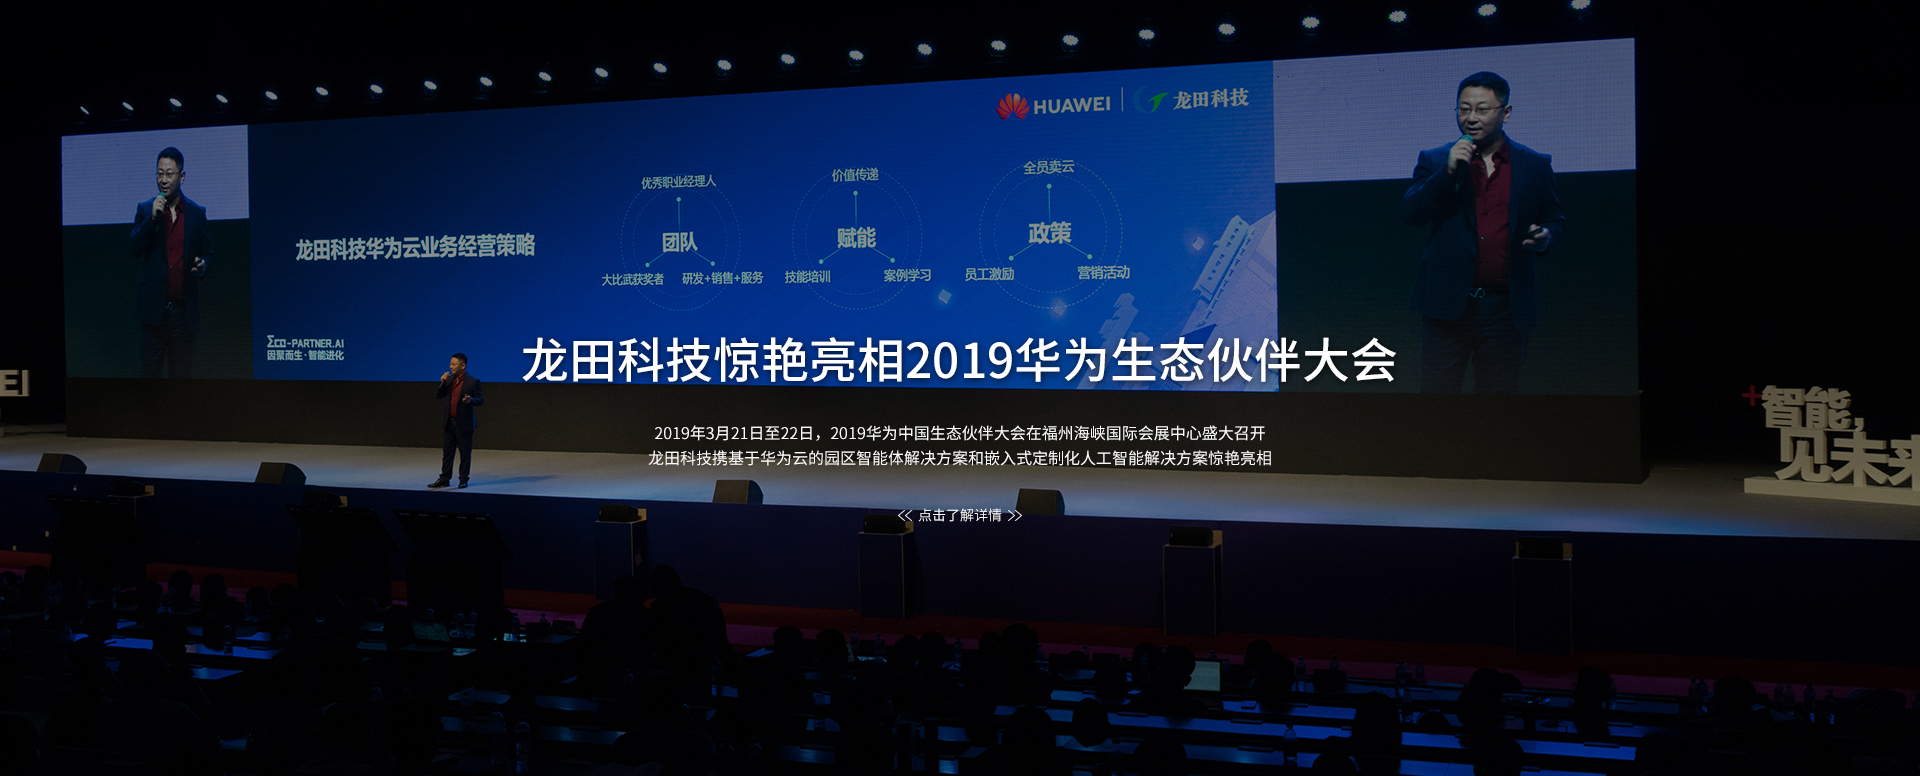 HUAWEI
龙田科技
优秀职业经理人
价值传递
全员卖云
团队
赋能
政策
龙田科技华为云业务经营策略
大比武获奖者
研发+销售+服务
技能培训
案例学习
员工激励
营销活动
ΣCO-PARTNER.AI
因聚而生·智能进化
龙田科技惊艳亮相2019华为生态伙伴大会
EI
+智能,
见未来
2019年3月21日至22日，2019华为中国生态伙伴大会在福州海峡国际会展中心盛大召开
龙田科技携基于华为云的园区智能体解决方案和嵌入式定制化人工智能解决方案惊艳亮相
<< 点击了解详情 >>